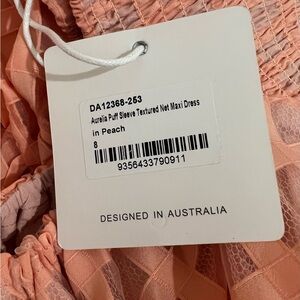 DA12368-253
Aurelia Puff Sleeve Textured Net Maxi Dress
in Peach
8
9356433790911
DESIGNED IN AUSTRALIA